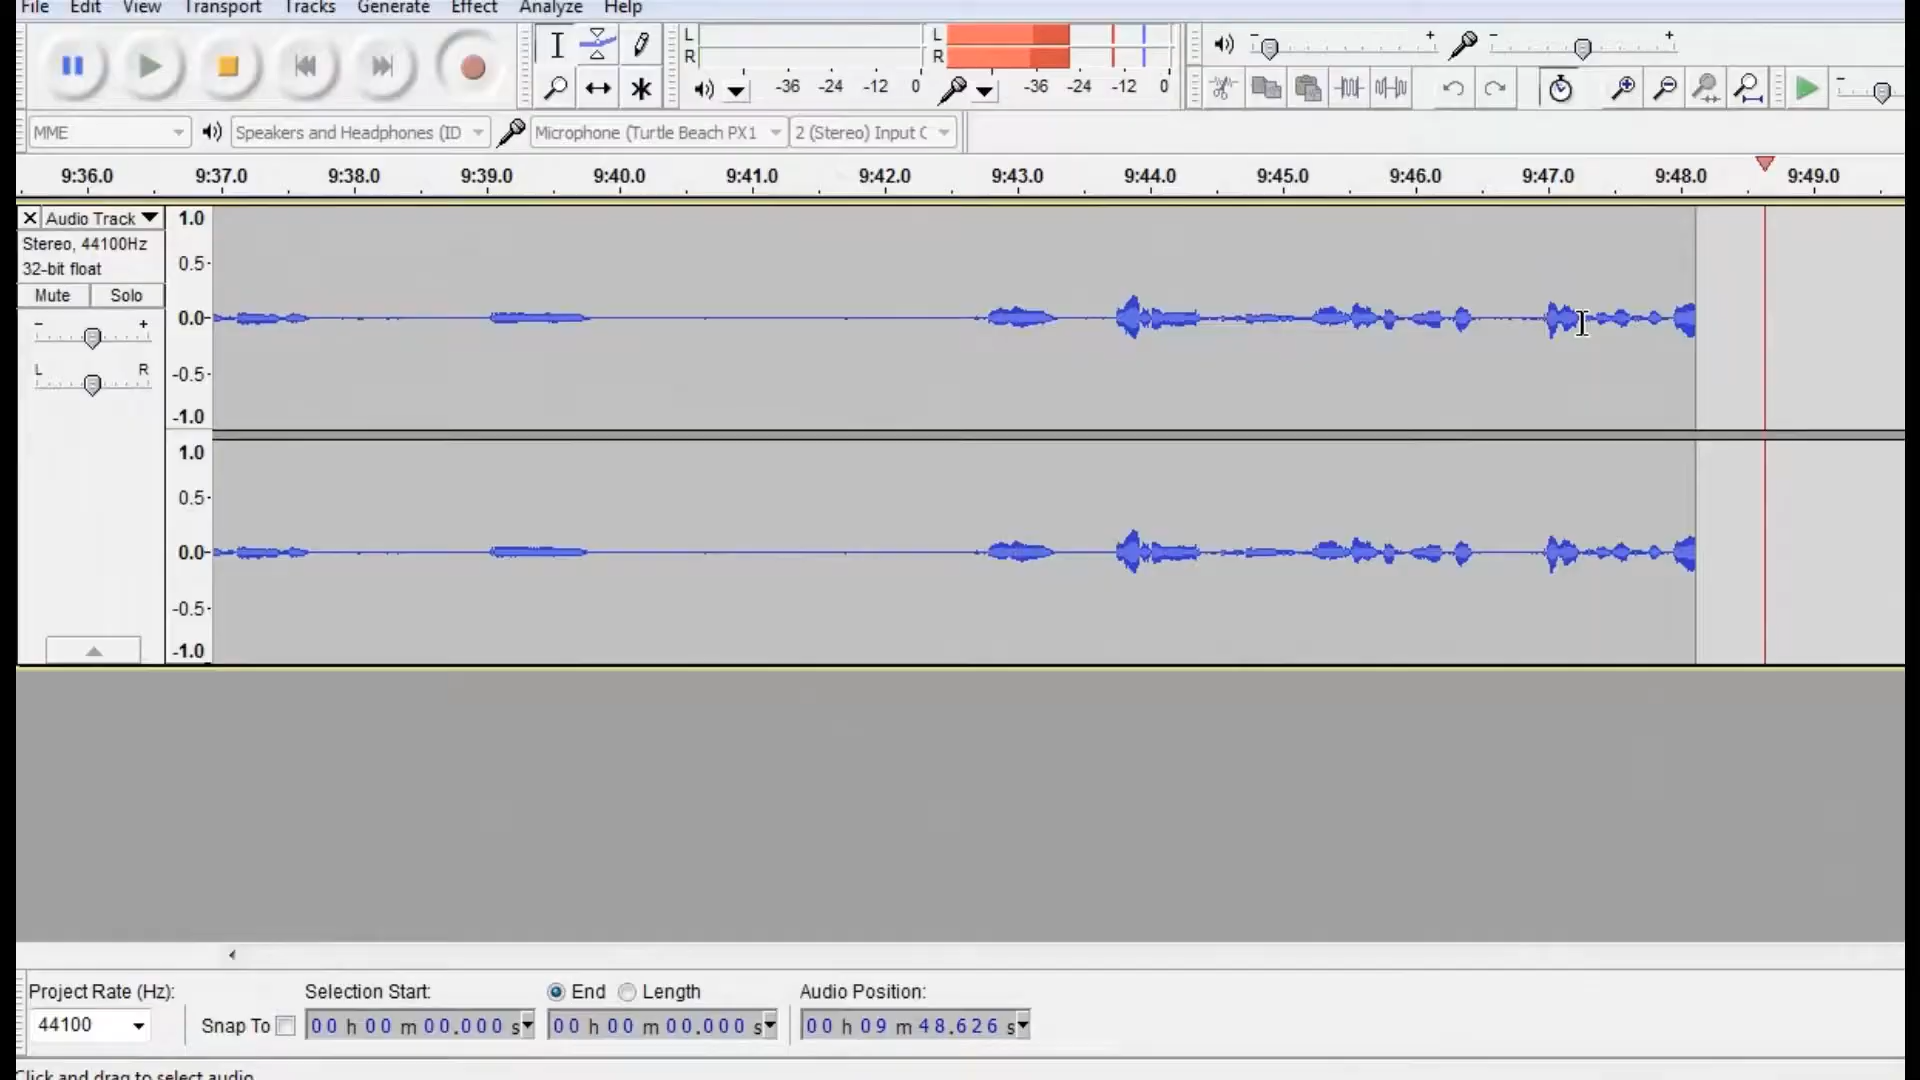 File Edit View Transport Tracks Generate Effect Analyze Help
L
R
-36 -24 -12 0
L
R
-36 -24 -12 0
- +
- +
-
MME Speakers and Headphones (ID Microphone (Turtle Beach PX1 2 (Stereo) Input C
9:36.0 9:37.0 9:38.0 9:39.0 9:40.0 9:41.0 9:42.0 9:43.0 9:44.0 9:45.0 9:46.0 9:47.0 9:48.0 9:49.0
X Audio Track
Stereo, 44100Hz
32-bit float
Mute Solo
- +
L R
1.0
0.5-
0.0-
-0.5-
-1.0
1.0
0.5-
0.0-
-0.5-
-1.0
Project Rate (Hz): Selection Start: End Length Audio Position:
44100 Snap To 00 h 00 m 00.000 s 00 h 00 m 00.000 s 00 h 09 m 48.626 s
Click and drag to select audio